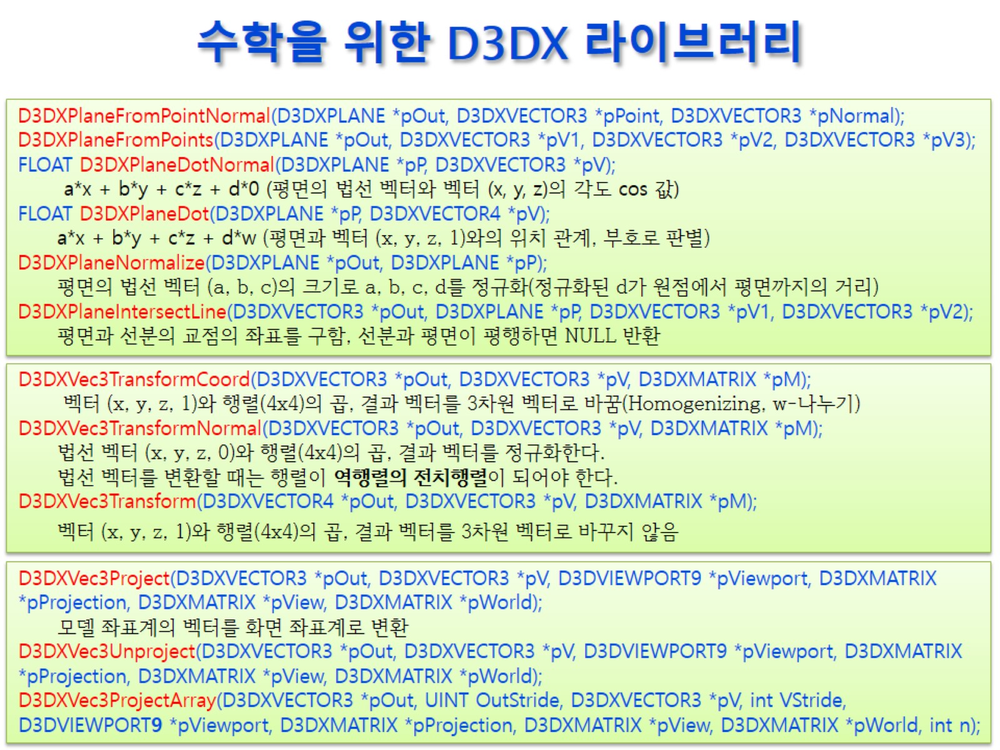 수학을 위한 D3DX 라이브러리
D3DXPlaneFromPointNormal(D3DXPLANE *pOut, D3DXVECTOR3 *pPoint, D3DXVECTOR3 *pNormal);
D3DXPlaneFromPoints(D3DXPLANE *pOut, D3DXVECTOR3 *pV1, D3DXVECTOR3 *pV2, D3DXVECTOR3 *pV3);
FLOAT D3DXPlaneDotNormal(D3DXPLANE *pP, D3DXVECTOR3 *pV);
a*x + b*y + c*z + d*0 (평면의 법선 벡터와 벡터 (x, y, z)의 각도 cos 값)
FLOAT D3DXPlaneDot(D3DXPLANE *pP, D3DXVECTOR4 *pV);
a*x + b*y + c*z + d*w (평면과 벡터 (x, y, z, 1)와의 위치 관계, 부호로 판별)
D3DXPlaneNormalize(D3DXPLANE *pOut, D3DXPLANE *pP);
평면의 법선 벡터 (a, b, c)의 크기로 a, b, c, d를 정규화(정규화된 d가 원점에서 평면까지의 거리)
D3DXPlaneIntersectLine(D3DXVECTOR3 *pOut, D3DXPLANE *pP, D3DXVECTOR3 *pV1, D3DXVECTOR3 *pV2);
평면과 선분의 교점의 좌표를 구함, 선분과 평면이 평행하면 NULL 반환
D3DXVec3TransformCoord(D3DXVECTOR3 *pOut, D3DXVECTOR3 *pV, D3DXMATRIX *pM);
벡터 (x, y, z, 1)와 행렬(4x4)의 곱, 결과 벡터를 3차원 벡터로 바꿈(Homogenizing, w-나누기)
D3DXVec3TransformNormal(D3DXVECTOR3 *pOut, D3DXVECTOR3 *pV, D3DXMATRIX *pM);
법선 벡터 (x, y, z, 0)와 행렬(4x4)의 곱, 결과 벡터를 정규화한다.
법선 벡터를 변환할 때는 행렬이 역행렬의 전치행렬이 되어야 한다.
D3DXVec3Transform(D3DXVECTOR4 *pOut, D3DXVECTOR3 *pV, D3DXMATRIX *pM);
벡터 (x, y, z, 1)와 행렬(4x4)의 곱, 결과 벡터를 3차원 벡터로 바꾸지 않음
D3DXVec3Project(D3DXVECTOR3 *pOut, D3DXVECTOR3 *pV, D3DVIEWPORT9 *pViewport, D3DXMATRIX
*pProjection, D3DXMATRIX *pView, D3DXMATRIX *pWorld);
모델 좌표계의 벡터를 화면 좌표계로 변환
D3DXVec3Unproject(D3DXVECTOR3 *pOut, D3DXVECTOR3 *pV, D3DVIEWPORT9 *pViewport, D3DXMATRIX
*pProjection, D3DXMATRIX *pView, D3DXMATRIX *pWorld);
D3DXVec3ProjectArray(D3DXVECTOR3 *pOut, UINT OutStride, D3DXVECTOR3 *pV, int VStride,
D3DVIEWPORT9 *pViewport, D3DXMATRIX *pProjection, D3DXMATRIX *pView, D3DXMATRIX *pWorld, int n);